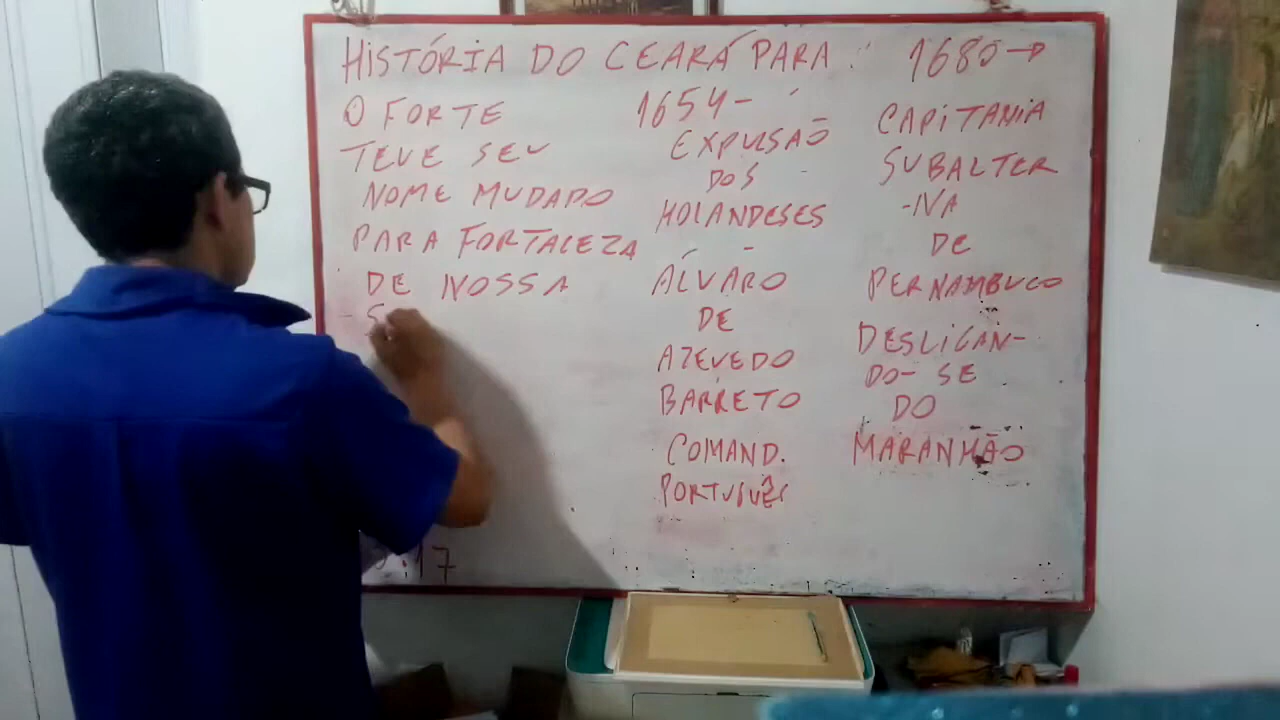 HISTÓRIA DO CEARÁ PARA :
O FORTE
TEVE SEU
NOME MUDADO
PARA FORTALEZA
DE NOSSA
S
1654 -
EXPULSÃO
DOS
HOLANDESES
-
ÁLVARO
DE
AZEVEDO
BARRETO
COMAND.
PORTUGUÊS
1680 →
CAPITANIA
SUBALTER
-NA
DE
PERNAMBUCO
DESLIGAN-
DO-SE
DO
MARANHÃO
17